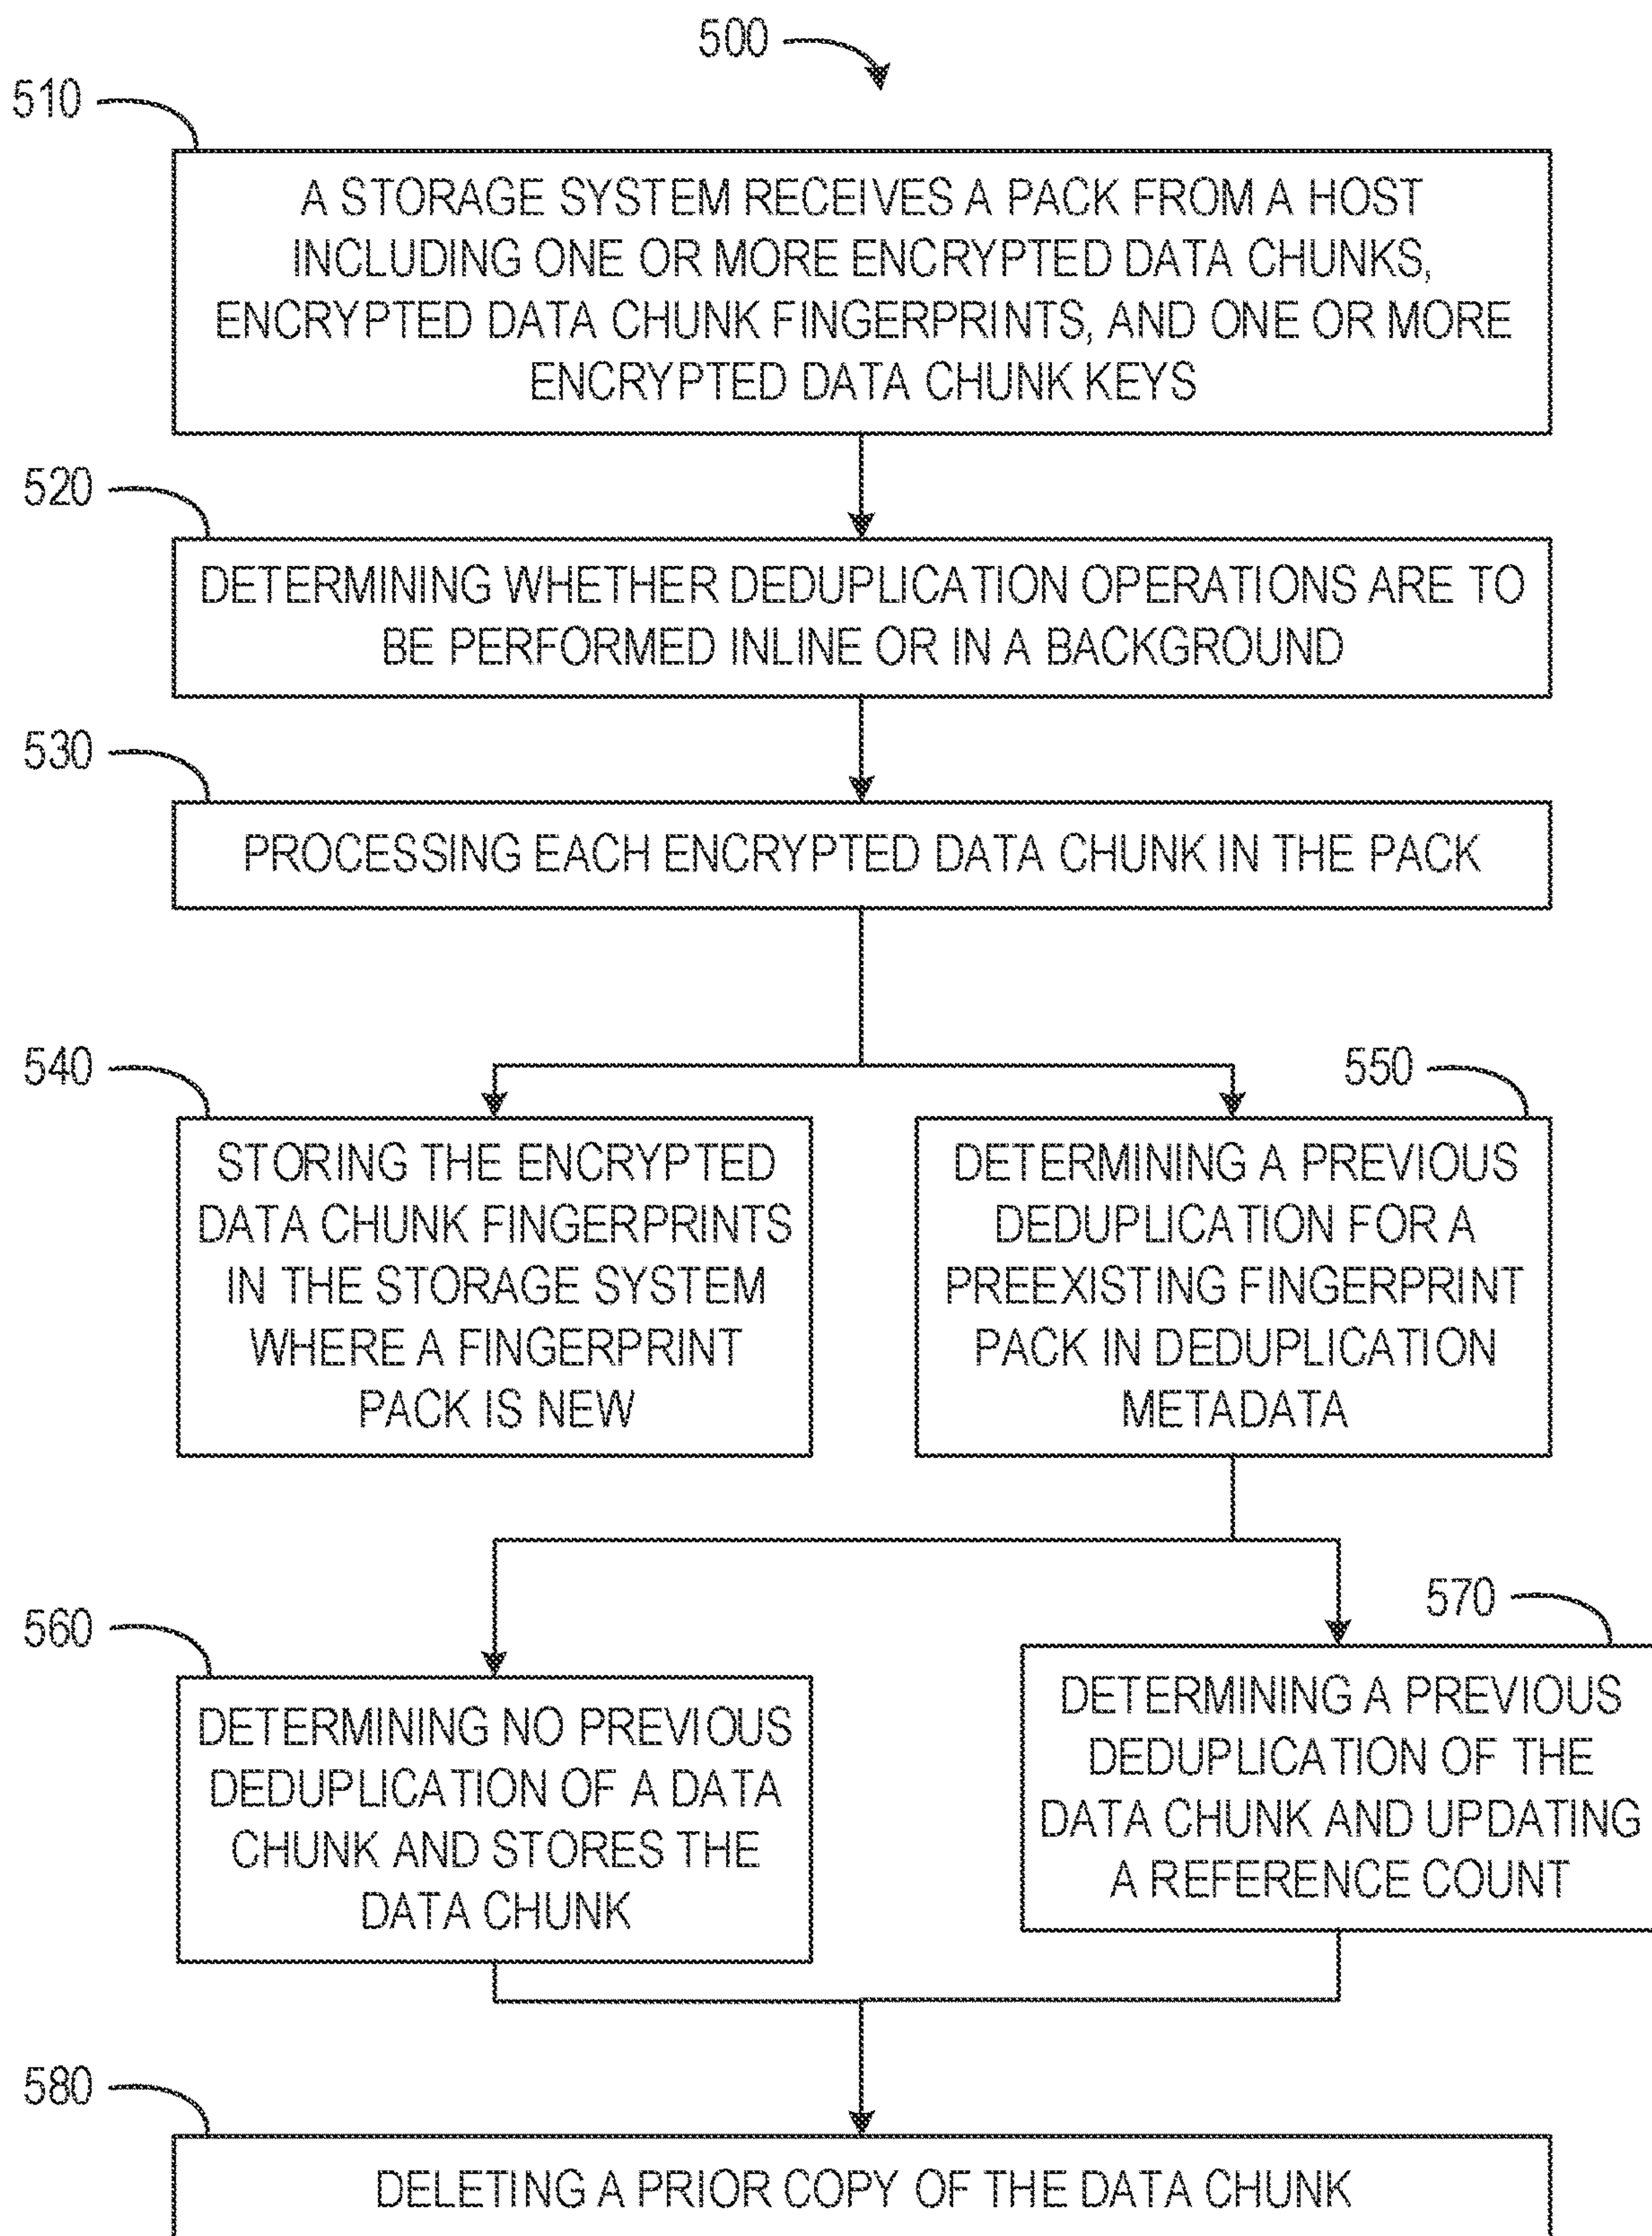 500
510
A STORAGE SYSTEM RECEIVES A PACK FROM A HOST
INCLUDING ONE OR MORE ENCRYPTED DATA CHUNKS,
ENCRYPTED DATA CHUNK FINGERPRINTS, AND ONE OR MORE
ENCRYPTED DATA CHUNK KEYS
520
DETERMINING WHETHER DEDUPLICATION OPERATIONS ARE TO
BE PERFORMED INLINE OR IN A BACKGROUND
530
PROCESSING EACH ENCRYPTED DATA CHUNK IN THE PACK
540
STORING THE ENCRYPTED
DATA CHUNK FINGERPRINTS
IN THE STORAGE SYSTEM
WHERE A FINGERPRINT
PACK IS NEW
550
DETERMINING A PREVIOUS
DEDUPLICATION FOR A
PREEXISTING FINGERPRINT
PACK IN DEDUPLICATION
METADATA
560
DETERMINING NO PREVIOUS
DEDUPLICATION OF A DATA
CHUNK AND STORES THE
DATA CHUNK
570
DETERMINING A PREVIOUS
DEDUPLICATION OF THE
DATA CHUNK AND UPDATING
A REFERENCE COUNT
580
DELETING A PRIOR COPY OF THE DATA CHUNK